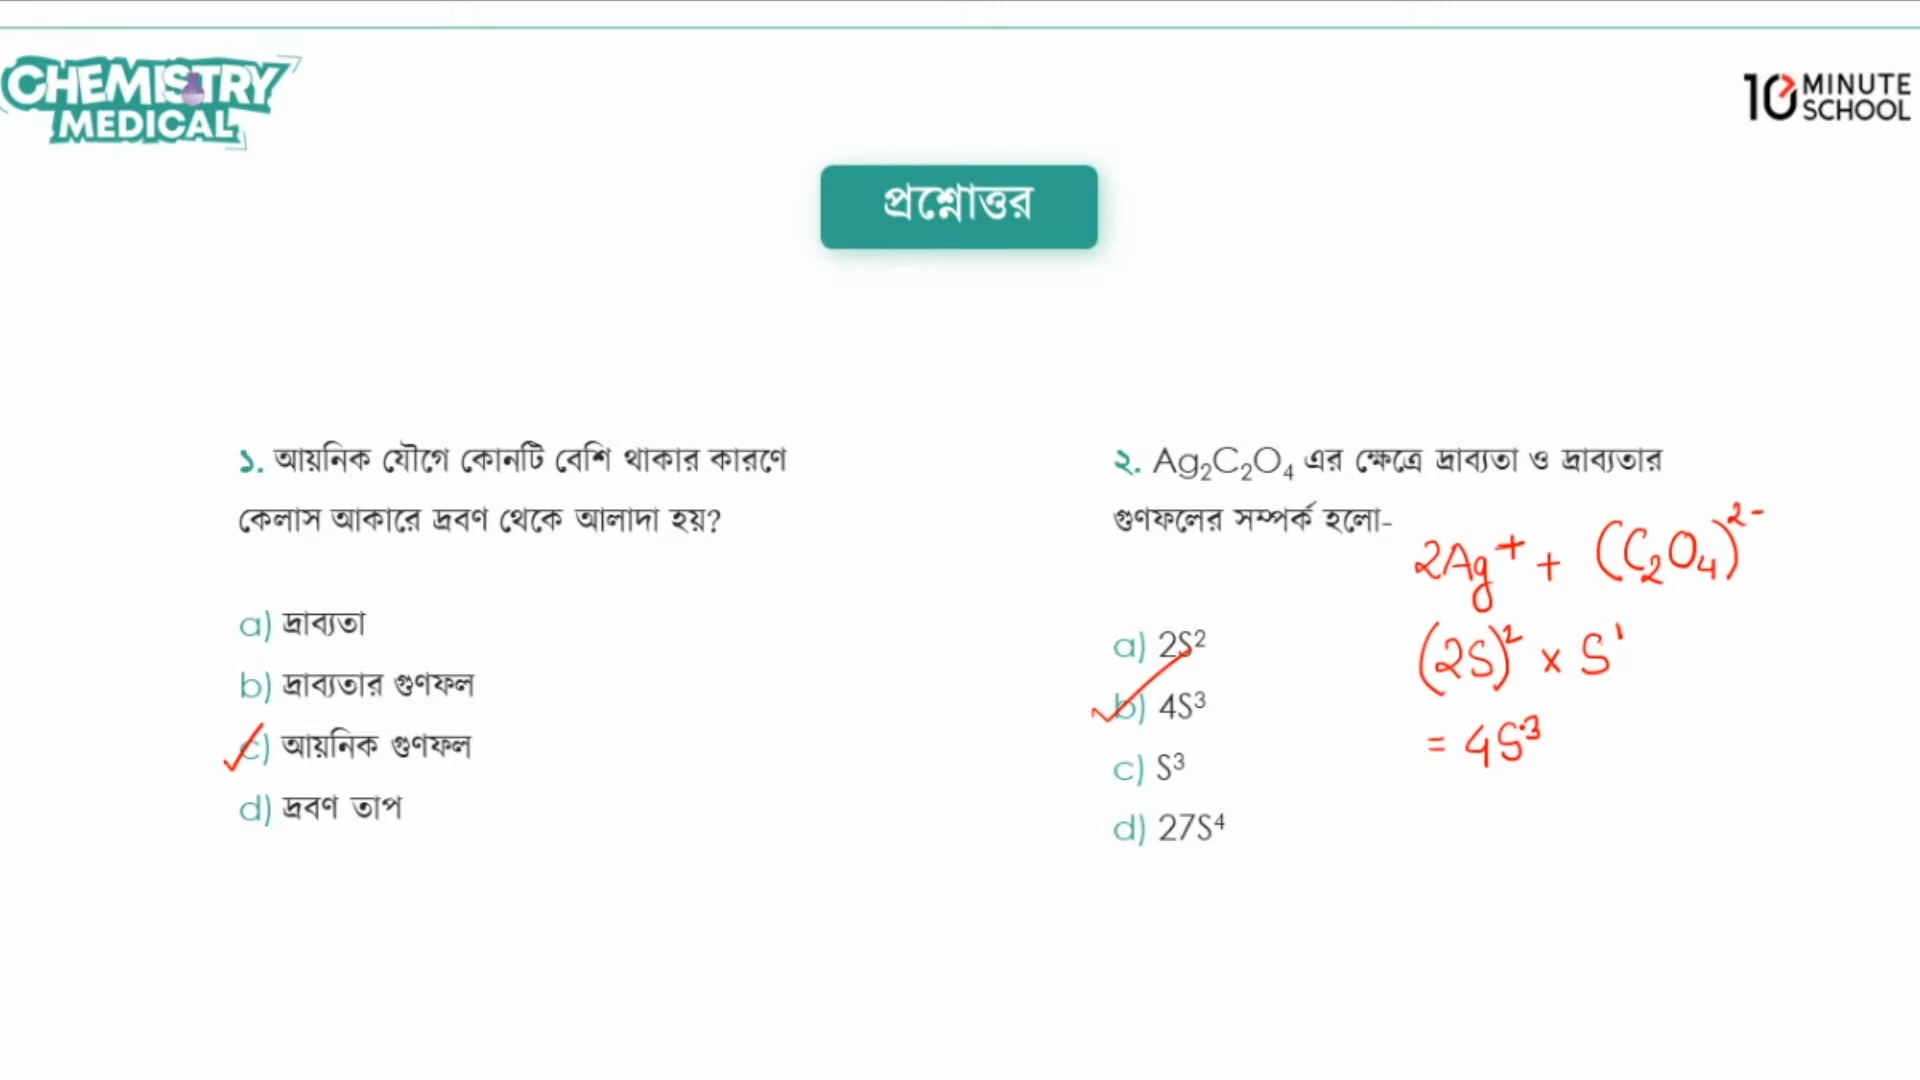 CHEMISTRY
MEDICAL
10 MINUTE
SCHOOL
প্রশ্নোত্তর
১. আয়নিক যৌগে কোনটি বেশি থাকার কারণে
কেলাস আকারে দ্রবণ থেকে আলাদা হয়?
a) দ্রাব্যতা
b) দ্রাব্যতার গুণফল
c) আয়নিক গুণফল
d) দ্রবণ তাপ
২. Ag₂C₂O₄ এর ক্ষেত্রে দ্রাব্যতা ও দ্রাব্যতার
গুণফলের সম্পর্ক হলো-
a) 2S²
b) 4S³
c) S³
d) 27S⁴
2Ag⁺ + (C₂O₄)²⁻
(2S)² × S¹
= 4S³